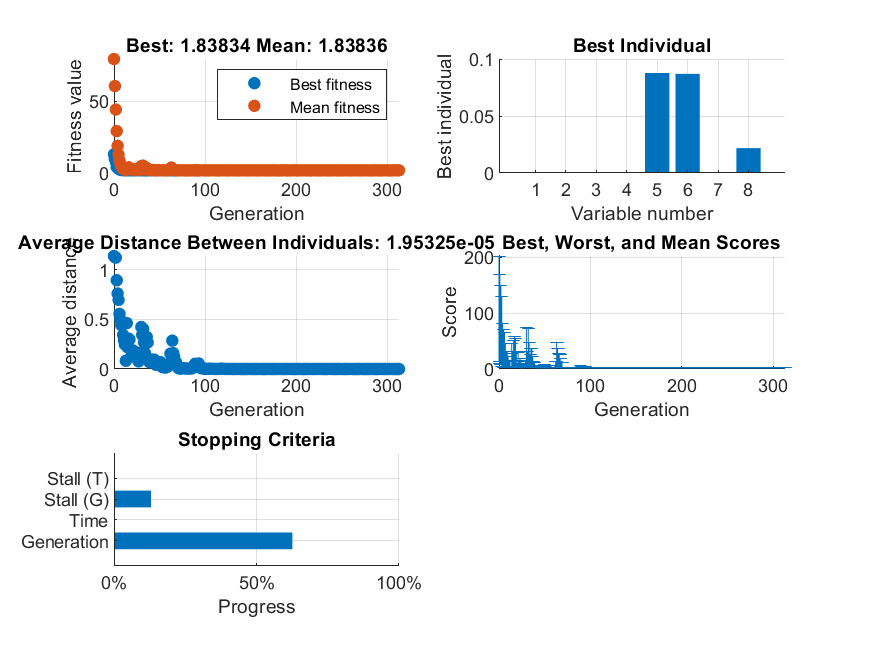 Best: 1.83834 Mean: 1.83836
Fitness value
50
0
Best fitness
Mean fitness
0 100 200 300
Generation
Best Individual
Best individual
0.1
0.05
0
1 2 3 4 5 6 7 8
Variable number
Average Distance Between Individuals: 1.95325e-05
Average distance
1
0.5
0
0 100 200 300
Generation
Best, Worst, and Mean Scores
Score
200
100
0
0 100 200 300
Generation
Stopping Criteria
Stall (T)
Stall (G)
Time
Generation
0% 50% 100%
Progress